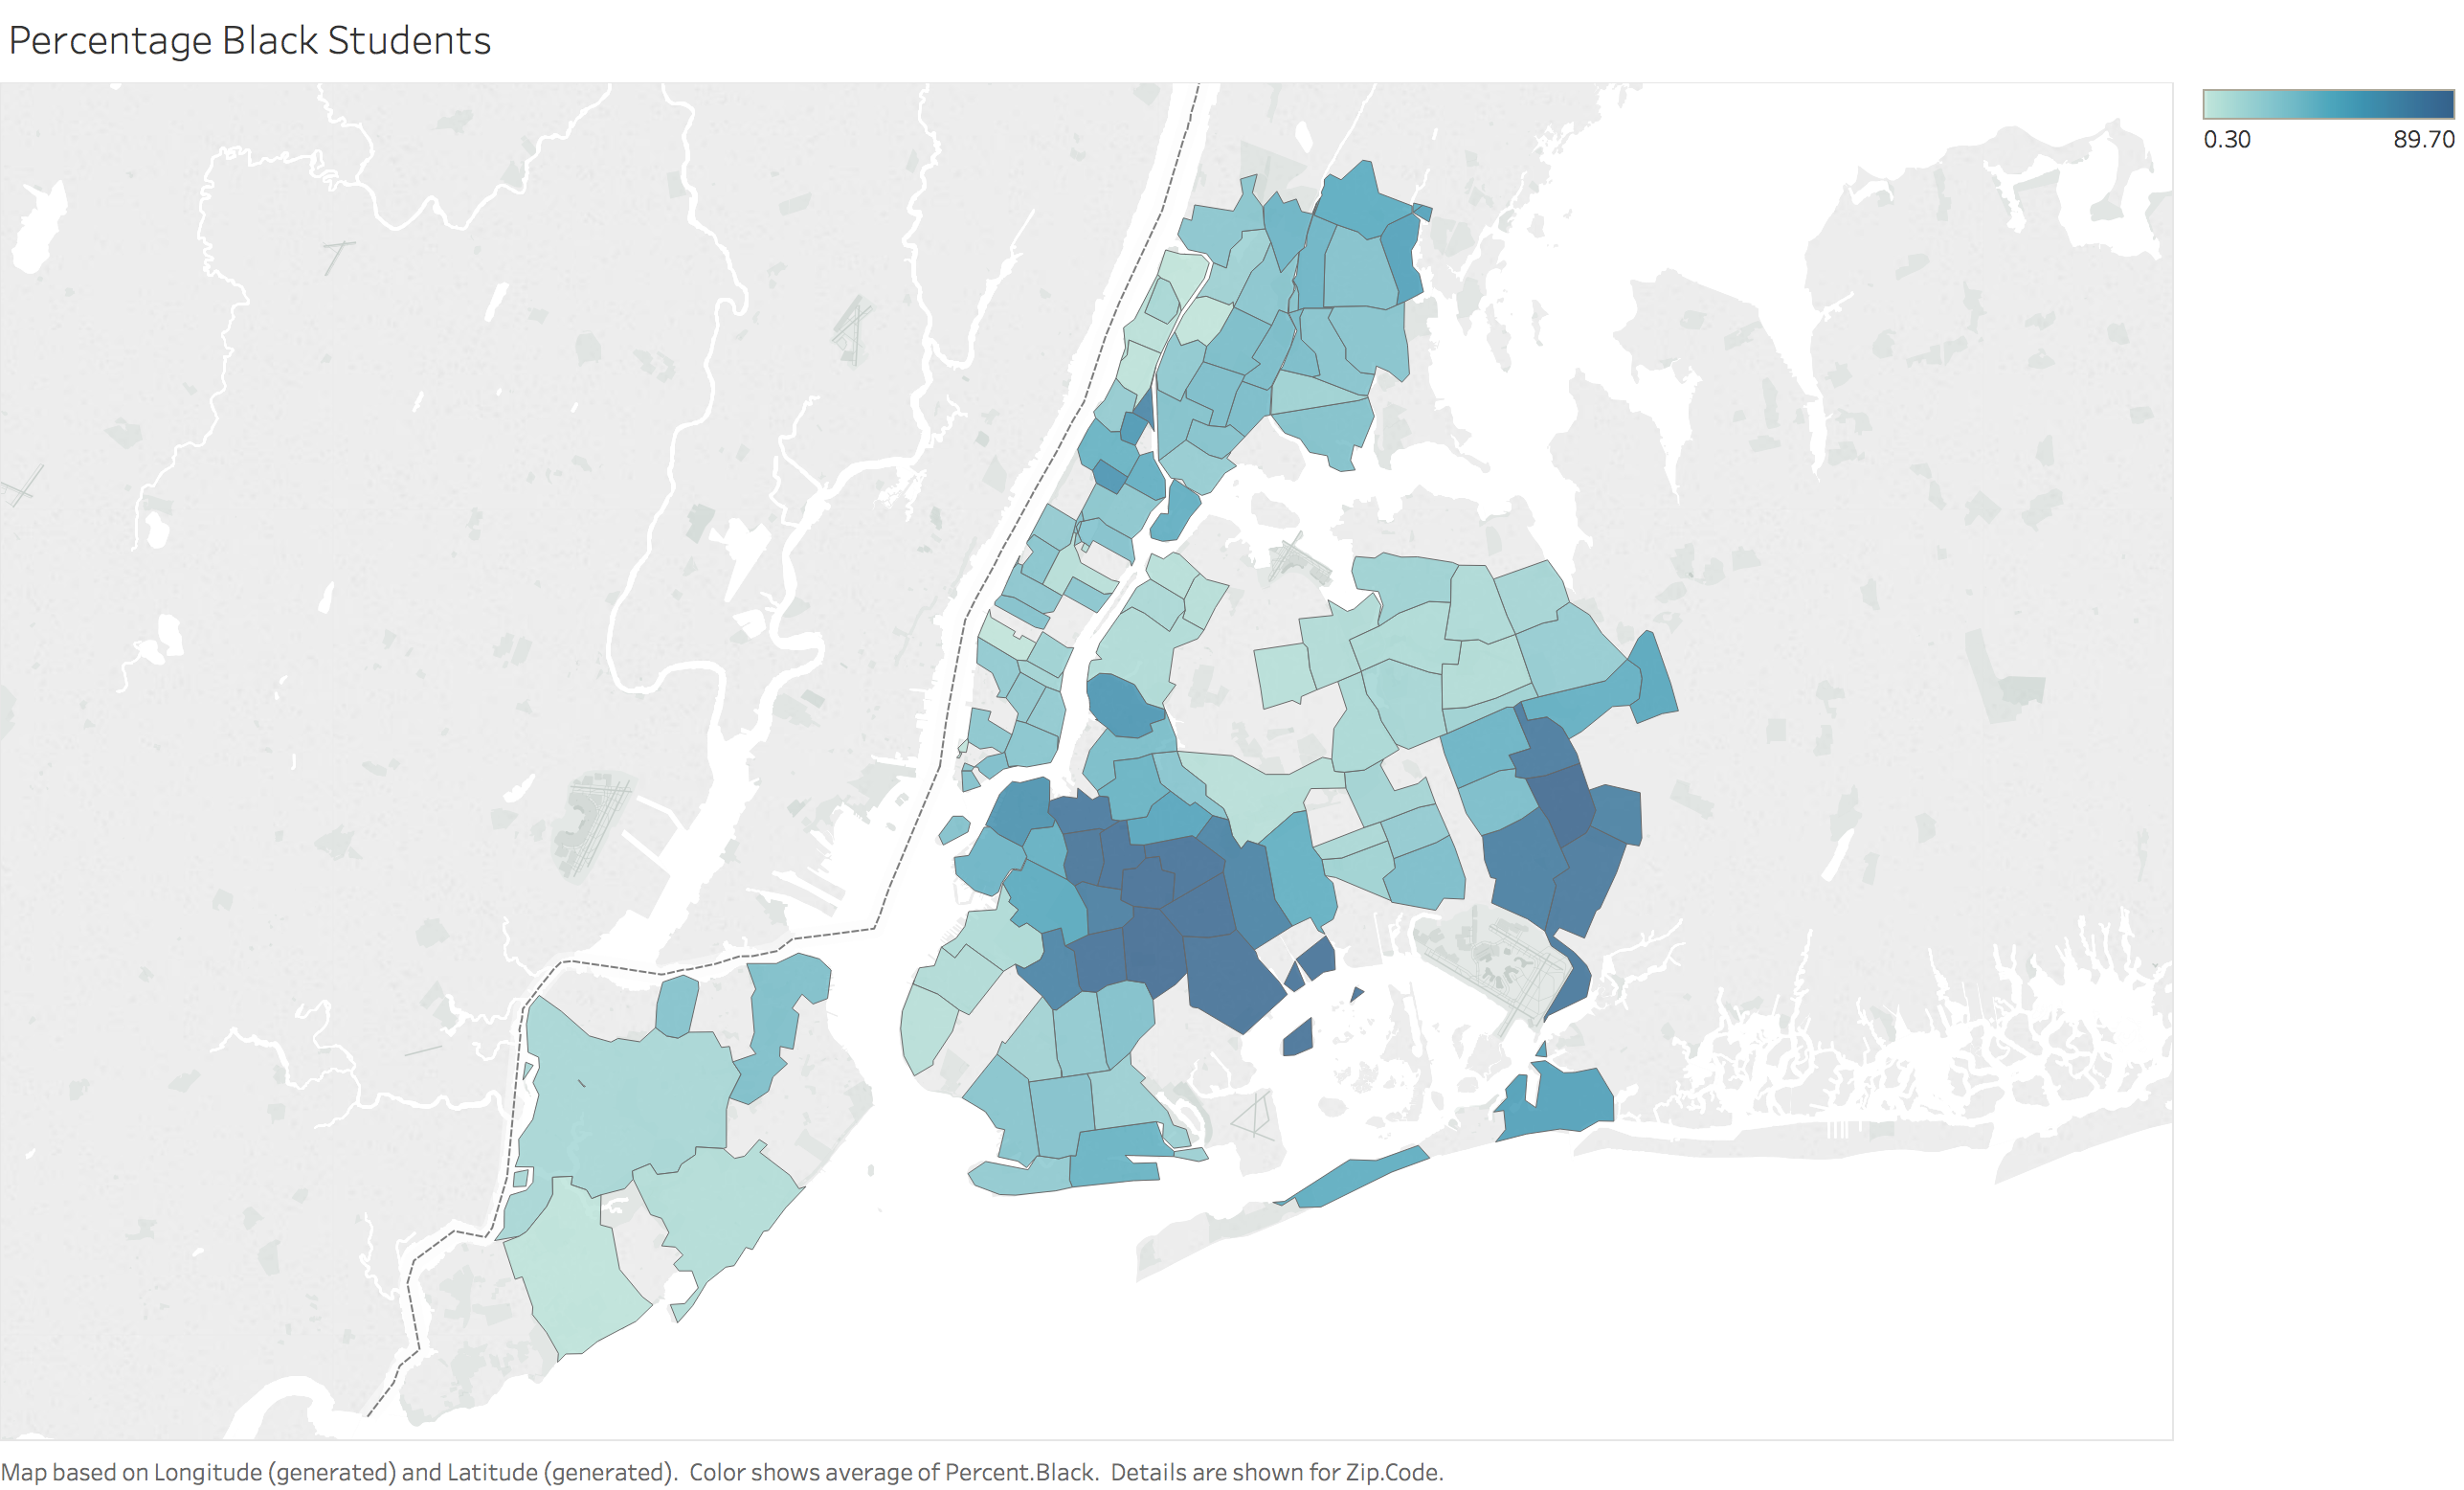 Percentage Black Students
0.30 89.70
Map based on Longitude (generated) and Latitude (generated). Color shows average of Percent.Black. Details are shown for Zip.Code.